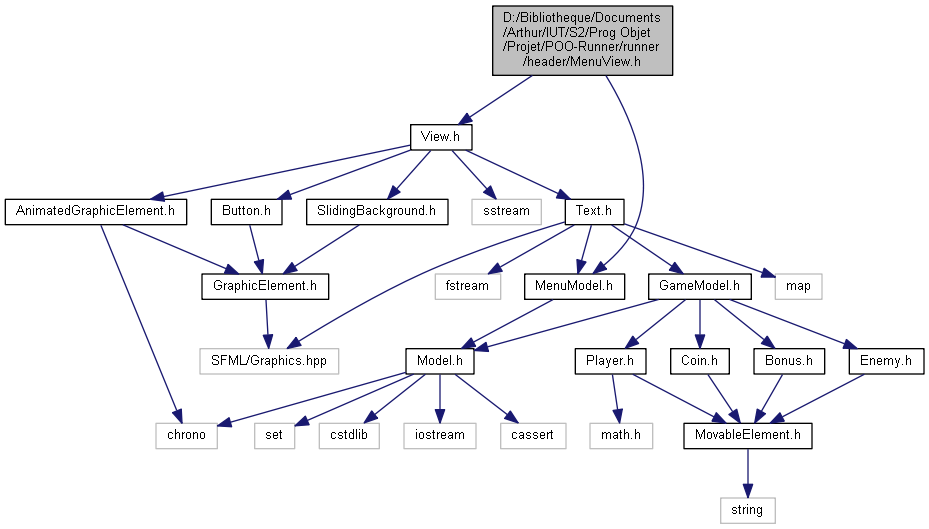 D:/Bibliotheque/Documents
/Arthur/IUT/S2/Prog Objet
/Projet/POO-Runner/runner
/header/MenuView.h
View.h
AnimatedGraphicElement.h
Button.h
SlidingBackground.h
sstream
Text.h
GraphicElement.h
fstream
MenuModel.h
GameModel.h
map
SFML/Graphics.hpp
Model.h
Player.h
Coin.h
Bonus.h
Enemy.h
chrono
set
cstdlib
iostream
cassert
math.h
MovableElement.h
string